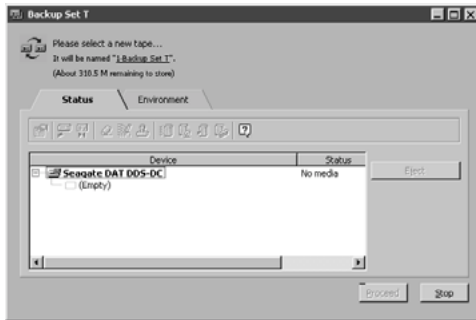 Backup Set T
Please select a new tape...
It will be named "1-Backup Set T".
(About 310.5 M remaining to store)
Status
Environment
Device
Status
Seagate DAT DDS-DC
No media
(Empty)
Eject
Proceed
Stop